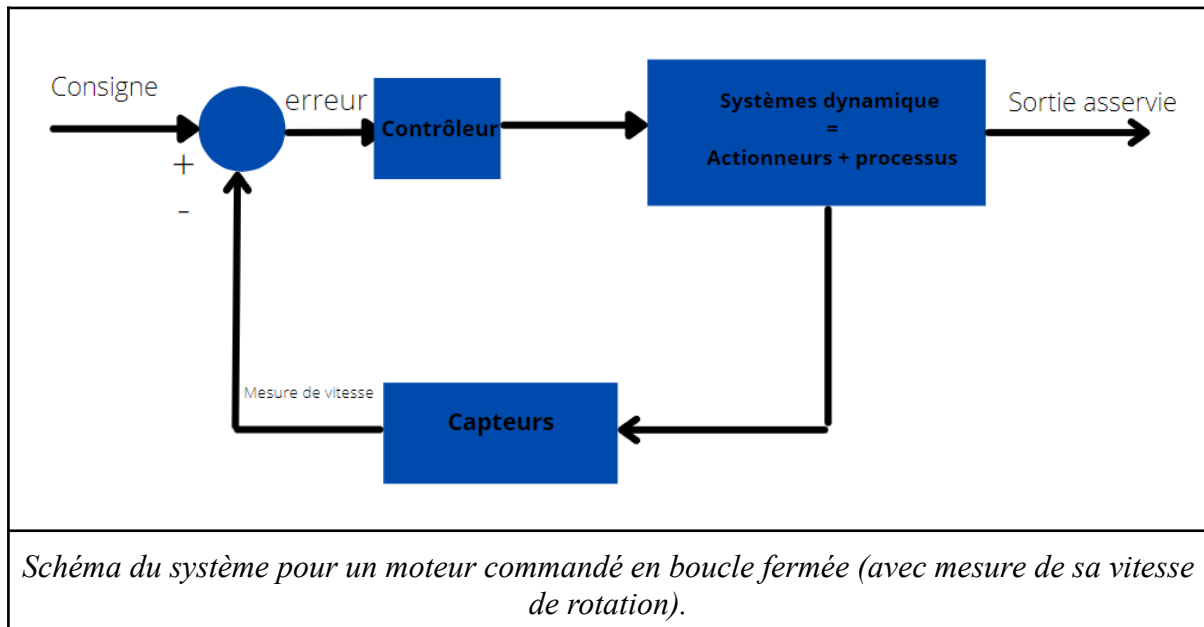 Consigne
erreur
Contrôleur
Systèmes dynamique
=
Actionneurs + processus
Sortie asservie
+
-
Mesure de vitesse
Capteurs
Schéma du système pour un moteur commandé en boucle fermée (avec mesure de sa vitesse
de rotation).